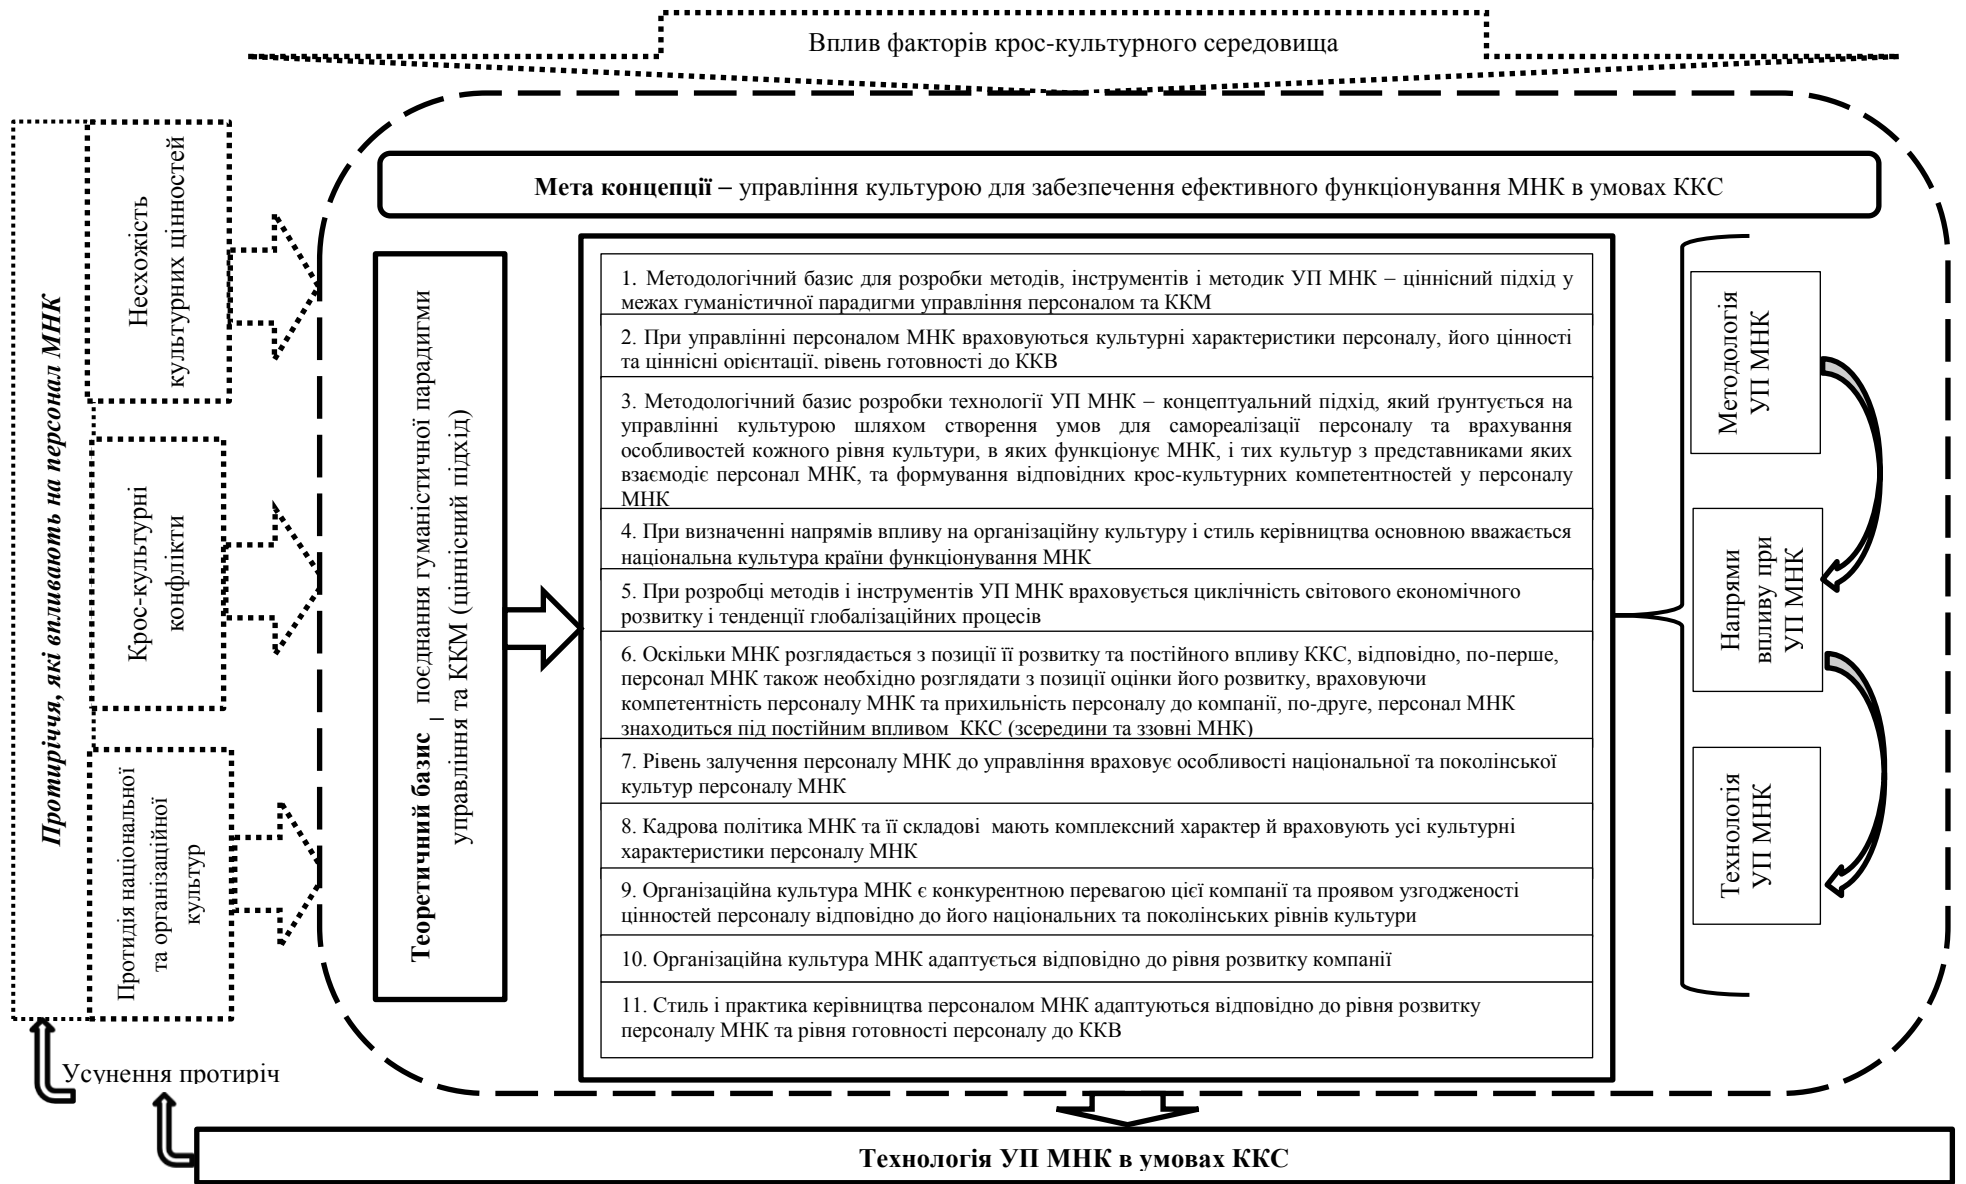 Вплив факторів крос-культурного середовища
Протиріччя, які впливають на персонал МНК
Несхожість
культурних цінностей
Крос-культурні
конфлікти
Протидія національної
та організаційної
культур
Усунення протиріч
Мета концепції – управління культурою для забезпечення ефективного функціонування МНК в умовах ККС
Теоретичний базис – поєднання гуманістичної парадигми
управління та ККМ (ціннісний підхід)
1. Методологічний базис для розробки методів, інструментів і методик УП МНК – ціннісний підхід у
межах гуманістичної парадигми управління персоналом та ККМ
2. При управлінні персоналом МНК враховуються культурні характеристики персоналу, його цінності
та ціннісні орієнтації, рівень готовності до ККВ
3. Методологічний базис розробки технології УП МНК – концептуальний підхід, який ґрунтується на
управлінні культурою шляхом створення умов для самореалізації персоналу та врахування
особливостей кожного рівня культури, в яких функціонує МНК, і тих культур з представниками яких
взаємодіє персонал МНК, та формування відповідних крос-культурних компетентностей у персоналу
МНК
4. При визначенні напрямів впливу на організаційну культуру і стиль керівництва основною вважається
національна культура країни функціонування МНК
5. При розробці методів і інструментів УП МНК враховується циклічність світового економічного
розвитку і тенденції глобалізаційних процесів
6. Оскільки МНК розглядається з позиції її розвитку та постійного впливу ККС, відповідно, по-перше,
персонал МНК також необхідно розглядати з позиції оцінки його розвитку, враховуючи
компетентність персоналу МНК та прихильність персоналу до компанії, по-друге, персонал МНК
знаходиться під постійним впливом ККС (зсередини та ззовні МНК)
7. Рівень залучення персоналу МНК до управління враховує особливості національної та поколінської
культур персоналу МНК
8. Кадрова політика МНК та її складові мають комплексний характер й враховують усі культурні
характеристики персоналу МНК
9. Організаційна культура МНК є конкурентною перевагою цієї компанії та проявом узгодженості
цінностей персоналу відповідно до його національних та поколінських рівнів культури
10. Організаційна культура МНК адаптується відповідно до рівня розвитку компанії
11. Стиль і практика керівництва персоналом МНК адаптуються відповідно до рівня розвитку
персоналу МНК та рівня готовності персоналу до ККВ
Методологія
УП МНК
Напрями
впливу при
УП МНК
Технологія
УП МНК
Технологія УП МНК в умовах ККС